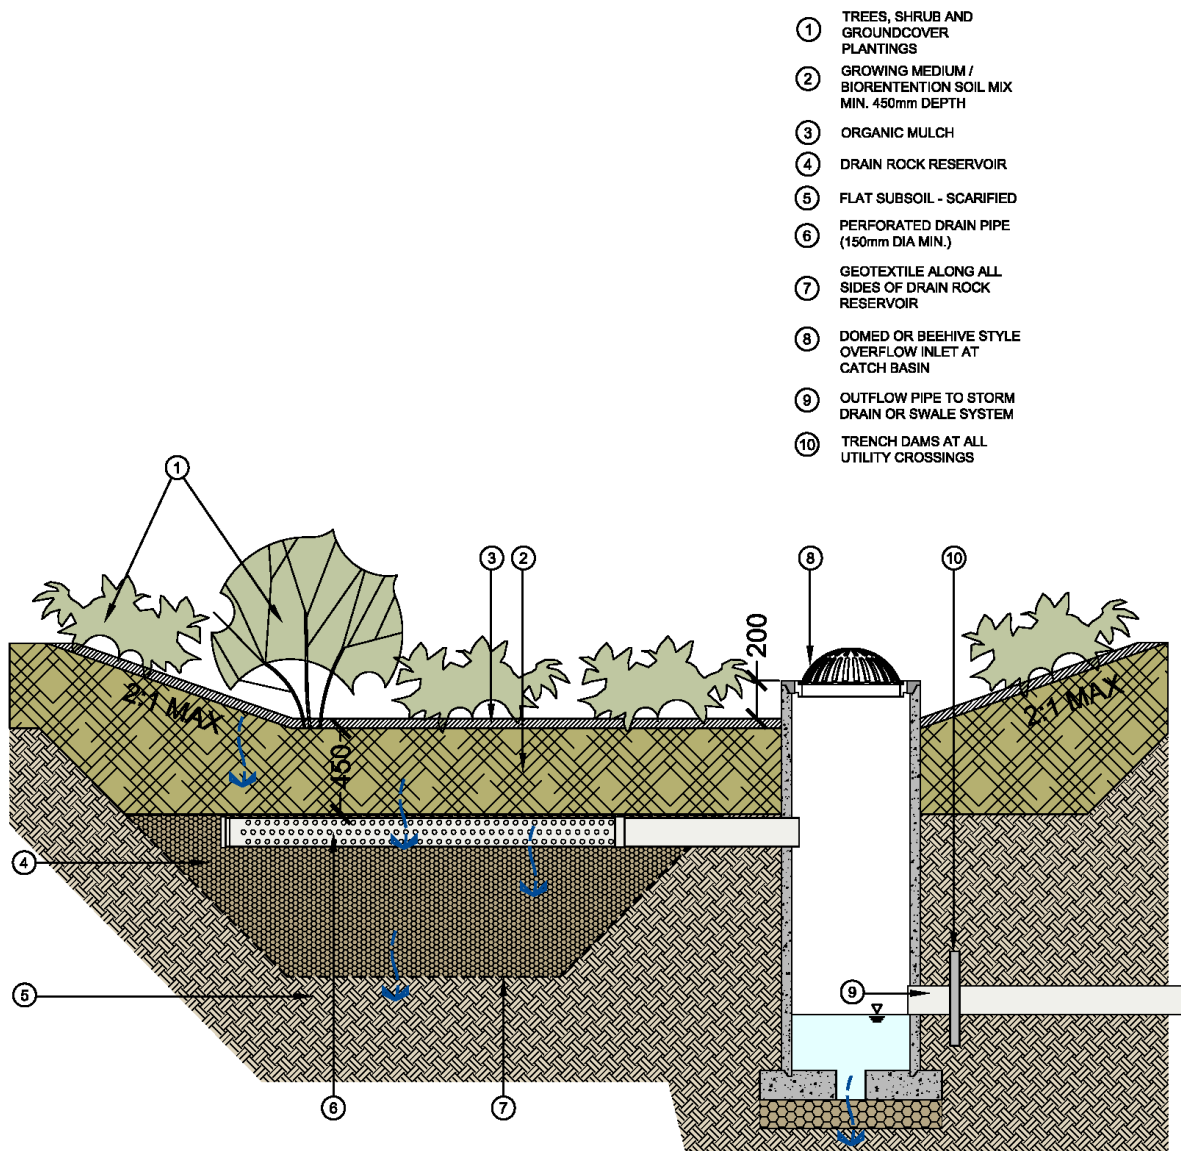 1 TREES, SHRUB AND
GROUNDCOVER
PLANTINGS
2 GROWING MEDIUM /
BIORENTENTION SOIL MIX
MIN. 450mm DEPTH
3 ORGANIC MULCH
4 DRAIN ROCK RESERVOIR
5 FLAT SUBSOIL - SCARIFIED
6 PERFORATED DRAIN PIPE
(150mm DIA MIN.)
7 GEOTEXTILE ALONG ALL
SIDES OF DRAIN ROCK
RESERVOIR
8 DOMED OR BEEHIVE STYLE
OVERFLOW INLET AT
CATCH BASIN
9 OUTFLOW PIPE TO STORM
DRAIN OR SWALE SYSTEM
10 TRENCH DAMS AT ALL
UTILITY CROSSINGS
1
3
2
8
10
200
2:1 MAX
2:1 MAX
450
4
5
9
6
7